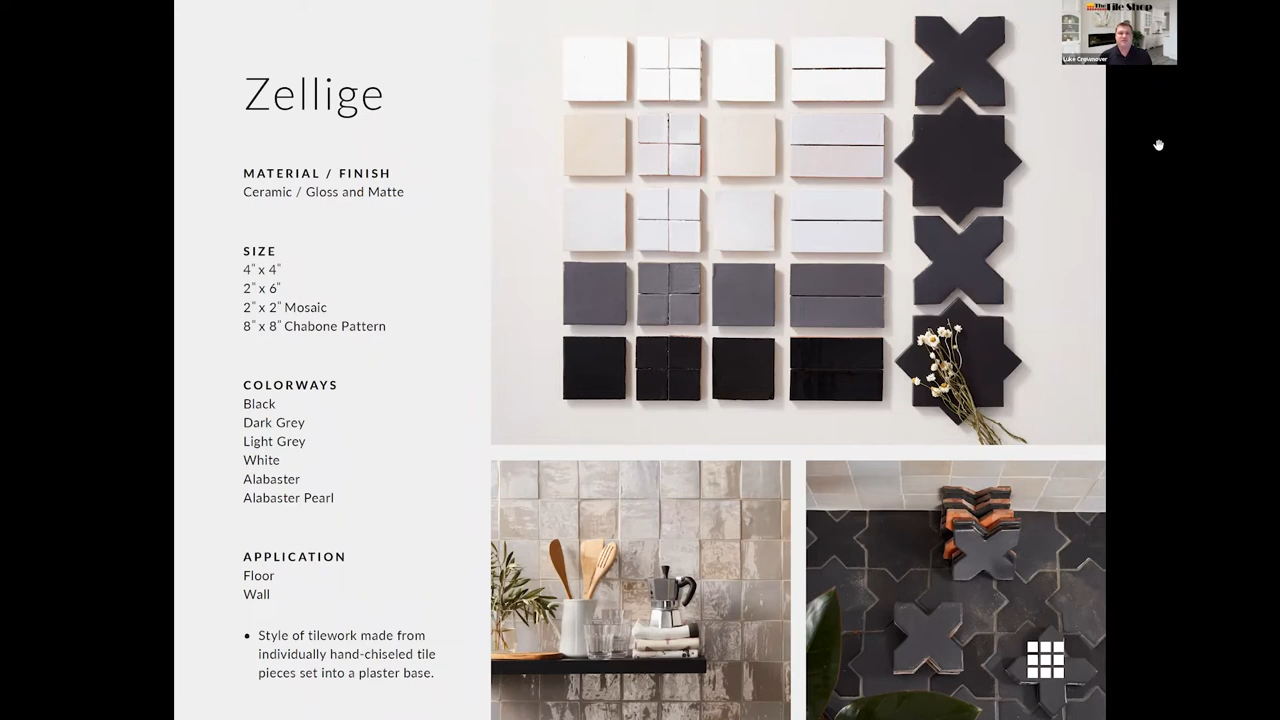 Zellige
MATERIAL / FINISH
Ceramic / Gloss and Matte
SIZE
4" x 4"
2" x 6"
2" x 2" Mosaic
8" x 8" Chabone Pattern
COLORWAYS
Black
Dark Grey
Light Grey
White
Alabaster
Alabaster Pearl
APPLICATION
Floor
Wall
• Style of tilework made from
individually hand-chiseled tile
pieces set into a plaster base.
The Tile Shop
Luke